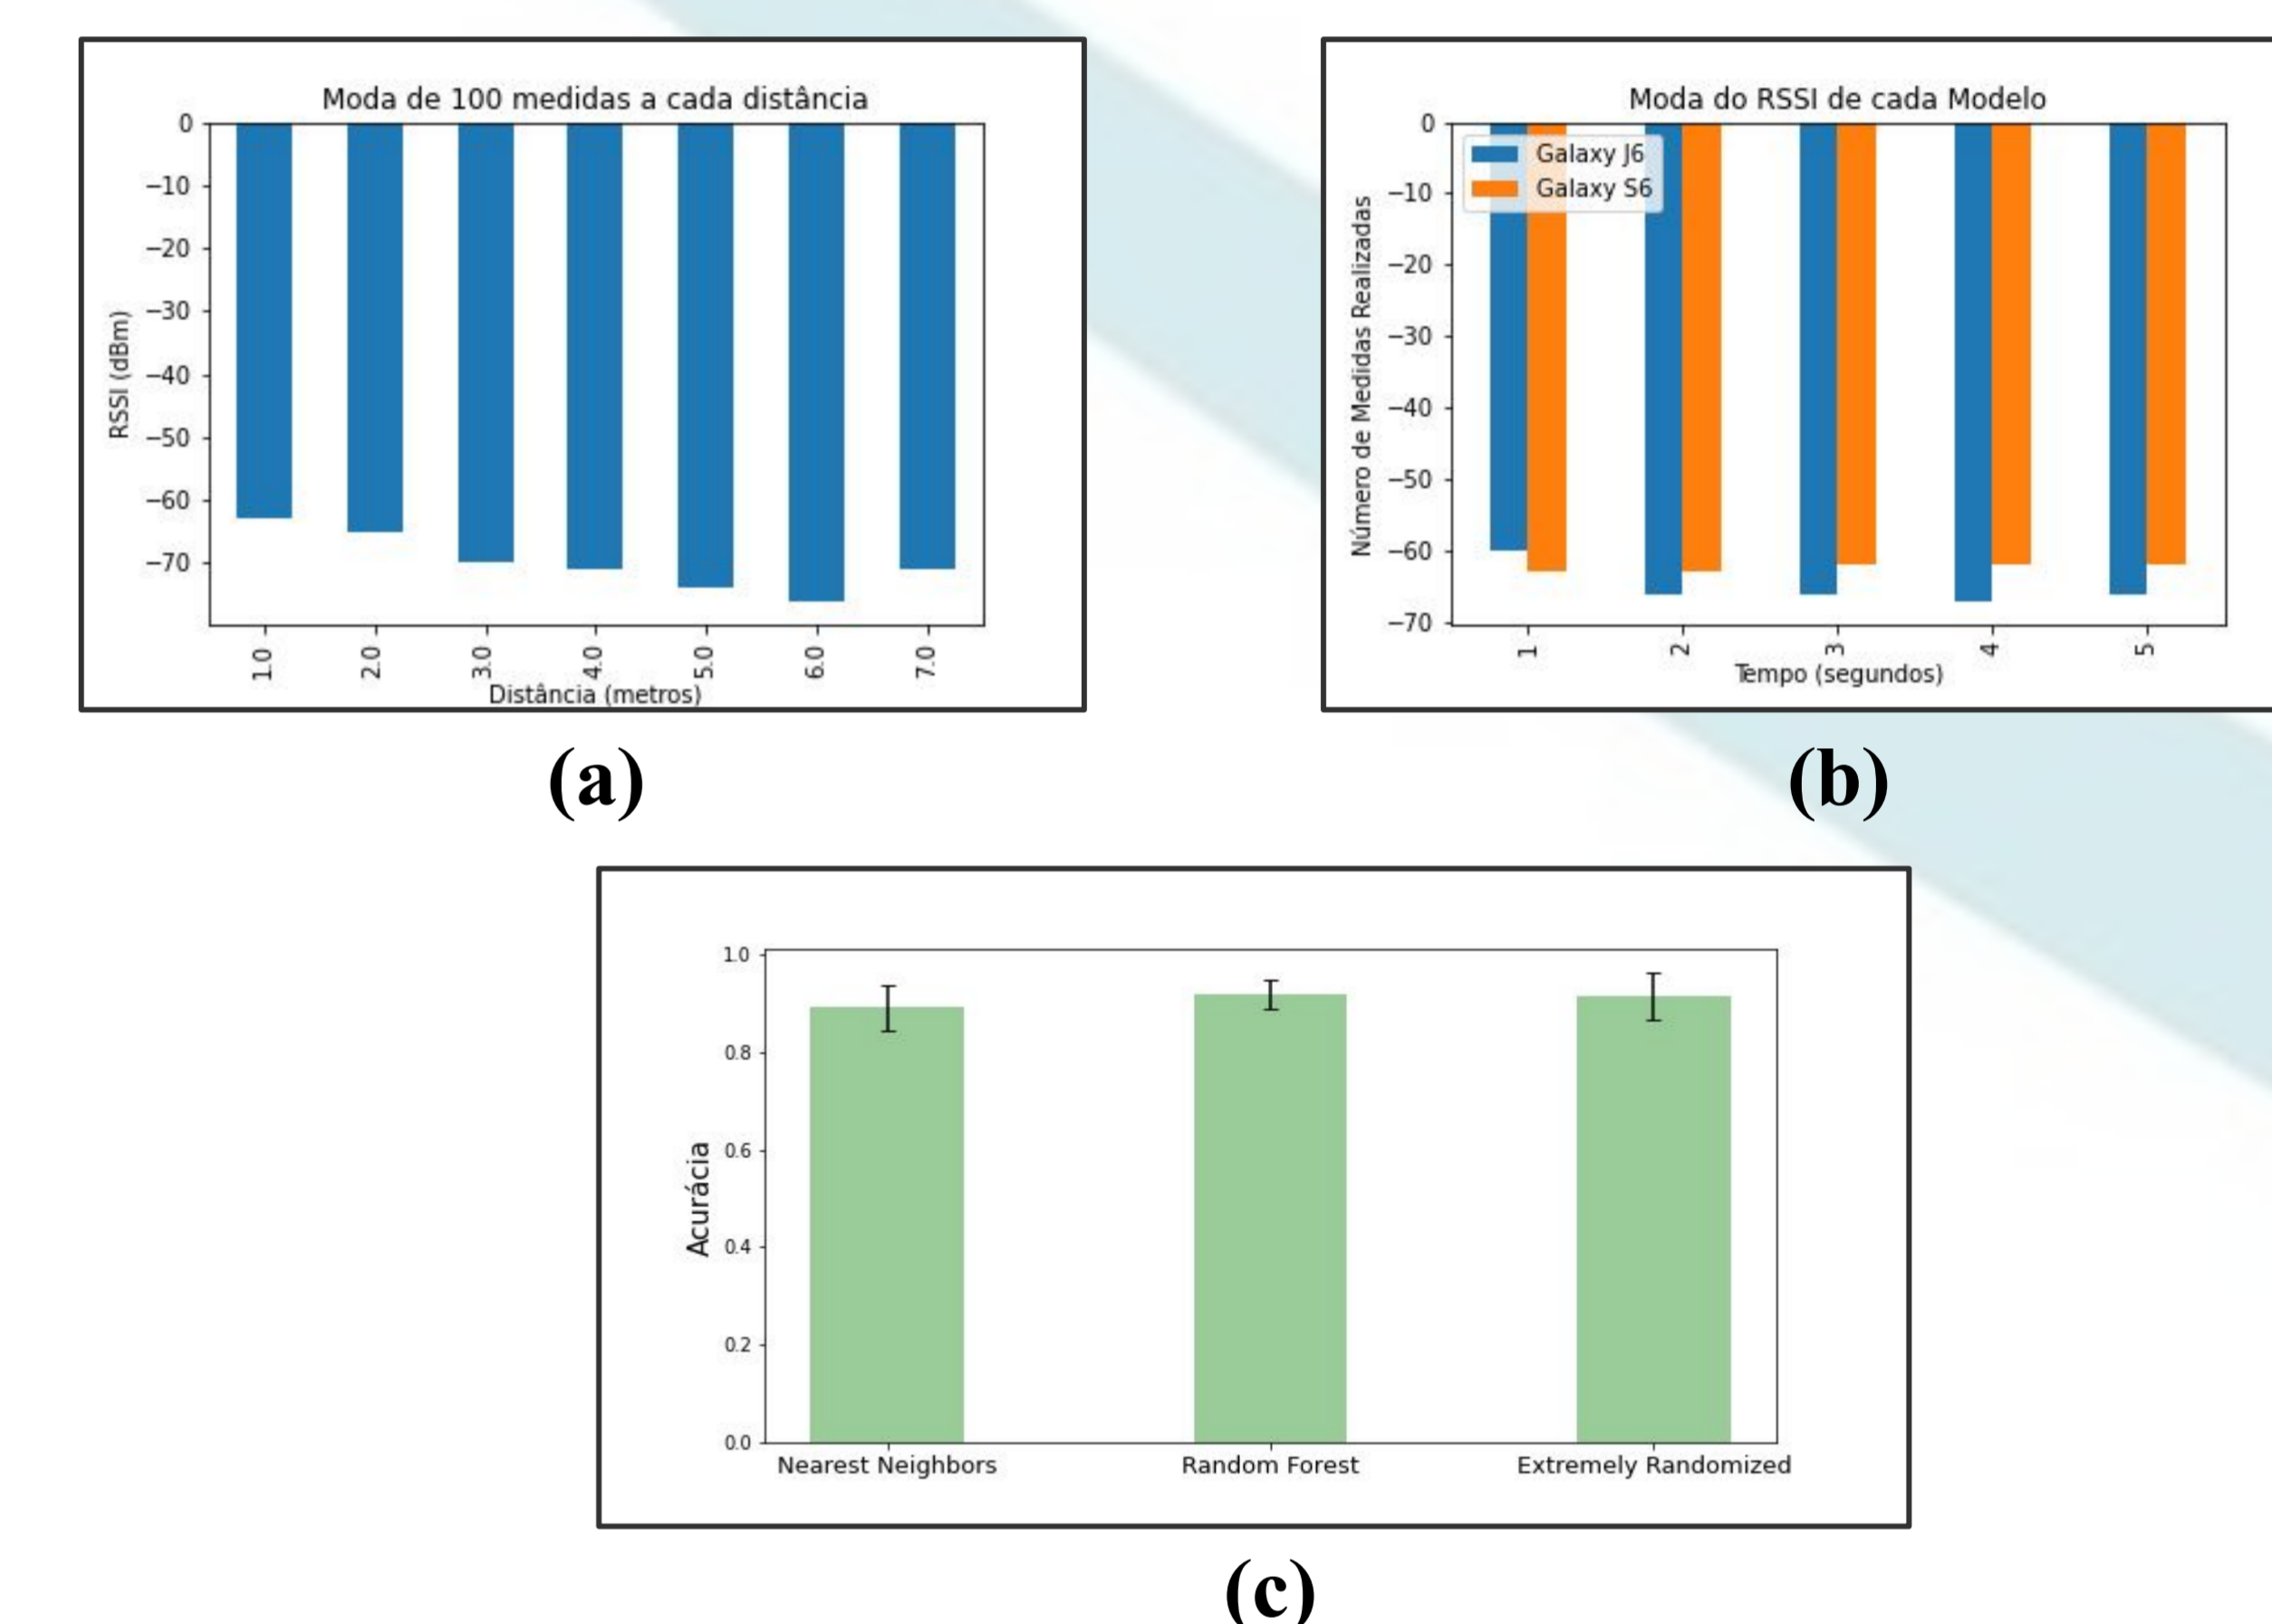 Moda de 100 medidas a cada distância
0
−10
−20
−30
−40
−50
−60
−70
RSSI (dBm)
1.0 2.0 3.0 4.0 5.0 6.0 7.0
Distância (metros)
(a)
Moda do RSSI de cada Modelo
Galaxy J6
Galaxy S6
0
−10
−20
−30
−40
−50
−60
−70
Número de Medidas Realizadas
1 2 3 4 5
Tempo (segundos)
(b)
1.0
0.8
0.6
0.4
0.2
0.0
Acurácia
Nearest Neighbors Random Forest Extremely Randomized
(c)